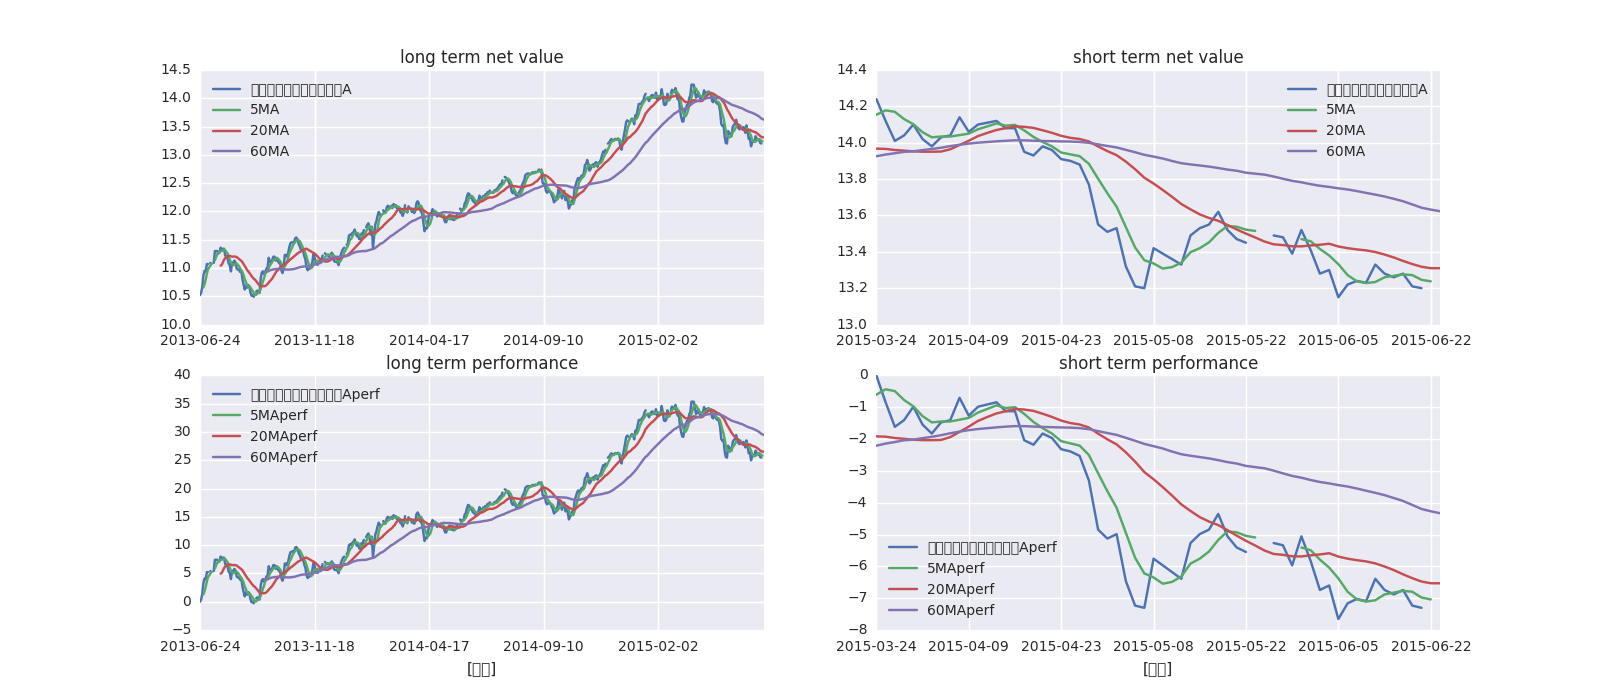 long term net value
14.5
14.0
13.5
13.0
12.5
12.0
11.5
11.0
10.5
10.0
A
5MA
20MA
60MA
2013-06-24 2013-11-18 2014-04-17 2014-09-10 2015-02-02
short term net value
14.4
14.2
14.0
13.8
13.6
13.4
13.2
13.0
A
5MA
20MA
60MA
2015-03-24 2015-04-09 2015-04-23 2015-05-08 2015-05-22 2015-06-05 2015-06-22
long term performance
40
35
30
25
20
15
10
5
0
−5
Aperf
5MAperf
20MAperf
60MAperf
2013-06-24 2013-11-18 2014-04-17 2014-09-10 2015-02-02
short term performance
0
−1
−2
−3
−4
−5
−6
−7
−8
Aperf
5MAperf
20MAperf
60MAperf
2015-03-24 2015-04-09 2015-04-23 2015-05-08 2015-05-22 2015-06-05 2015-06-22